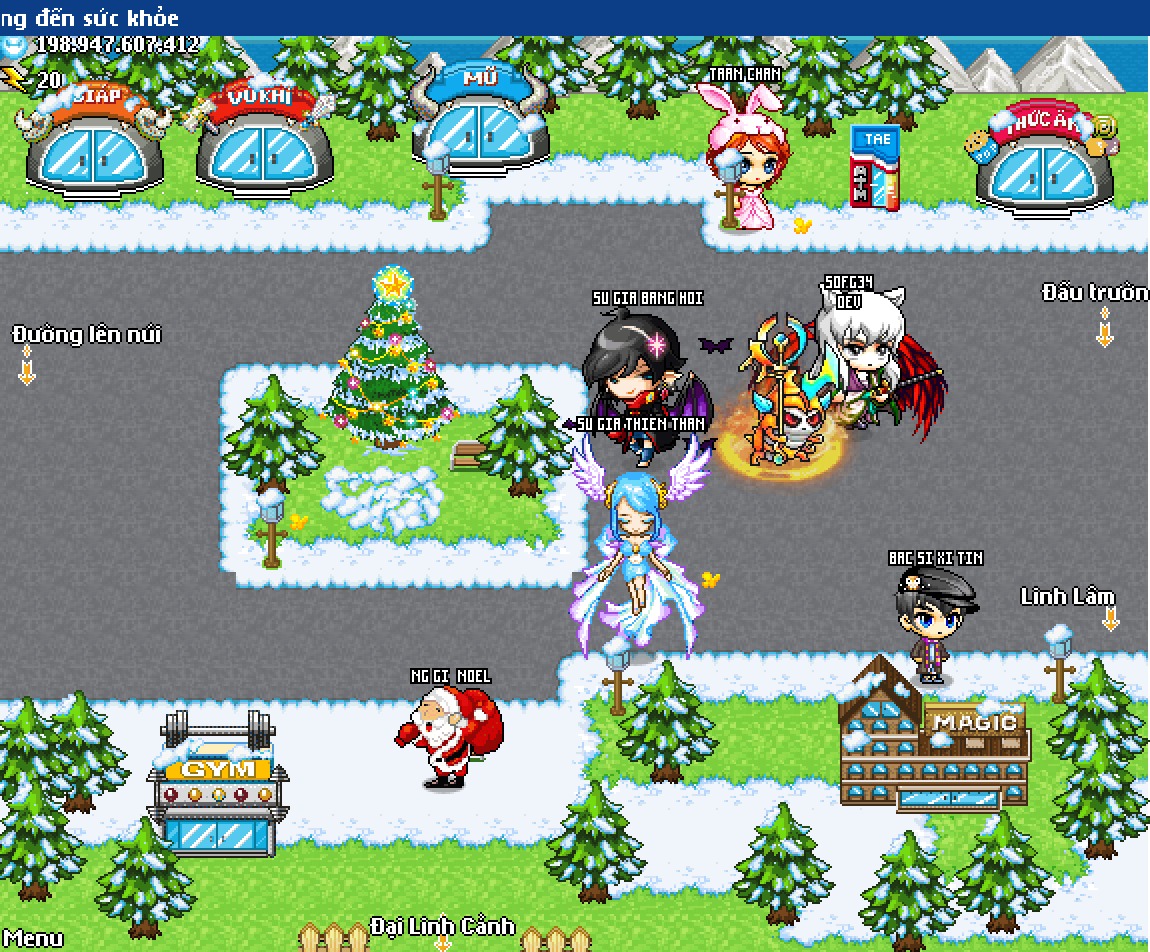 ng đến sức khỏe
198.947.607.412
20
GIÁP
VŨ KHÍ
MŨ
TRAN CHAN
TAE
ATM
THỨC ĂN
Đường lên núi
SU GIA BANG HOI
SOFG34
DEV
Đấu trườn
SU GIA THIEN THAN
BAC SI XI TIN
Linh Lâm
NG GI NOEL
GYM
MAGIC
Đại Linh Cảnh
Menu